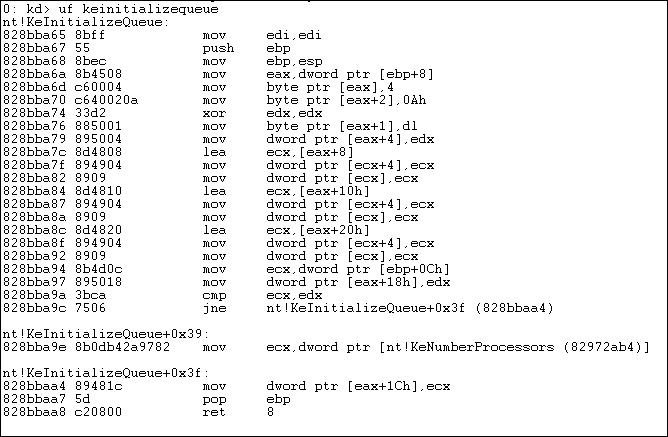 0: kd> uf keinitializequeue
nt!KeInitializeQueue:
828bba65 8bff mov edi,edi
828bba67 55 push ebp
828bba68 8bec mov ebp,esp
828bba6a 8b4508 mov eax,dword ptr [ebp+8]
828bba6d c60004 mov byte ptr [eax],4
828bba70 c640020a mov byte ptr [eax+2],0Ah
828bba74 33d2 xor edx,edx
828bba76 885001 mov byte ptr [eax+1],dl
828bba79 895004 mov dword ptr [eax+4],edx
828bba7c 8d4808 lea ecx,[eax+8]
828bba7f 894904 mov dword ptr [ecx+4],ecx
828bba82 8909 mov dword ptr [ecx],ecx
828bba84 8d4810 lea ecx,[eax+10h]
828bba87 894904 mov dword ptr [ecx+4],ecx
828bba8a 8909 mov dword ptr [ecx],ecx
828bba8c 8d4820 lea ecx,[eax+20h]
828bba8f 894904 mov dword ptr [ecx+4],ecx
828bba92 8909 mov dword ptr [ecx],ecx
828bba94 8b4d0c mov ecx,dword ptr [ebp+0Ch]
828bba97 895018 mov dword ptr [eax+18h],edx
828bba9a 3bca cmp ecx,edx
828bba9c 7506 jne nt!KeInitializeQueue+0x3f (828bbaa4)
nt!KeInitializeQueue+0x39:
828bba9e 8b0db42a9782 mov ecx,dword ptr [nt!KeNumberProcessors (82972ab4)]
nt!KeInitializeQueue+0x3f:
828bbaa4 89481c mov dword ptr [eax+1Ch],ecx
828bbaa7 5d pop ebp
828bbaa8 c20800 ret 8